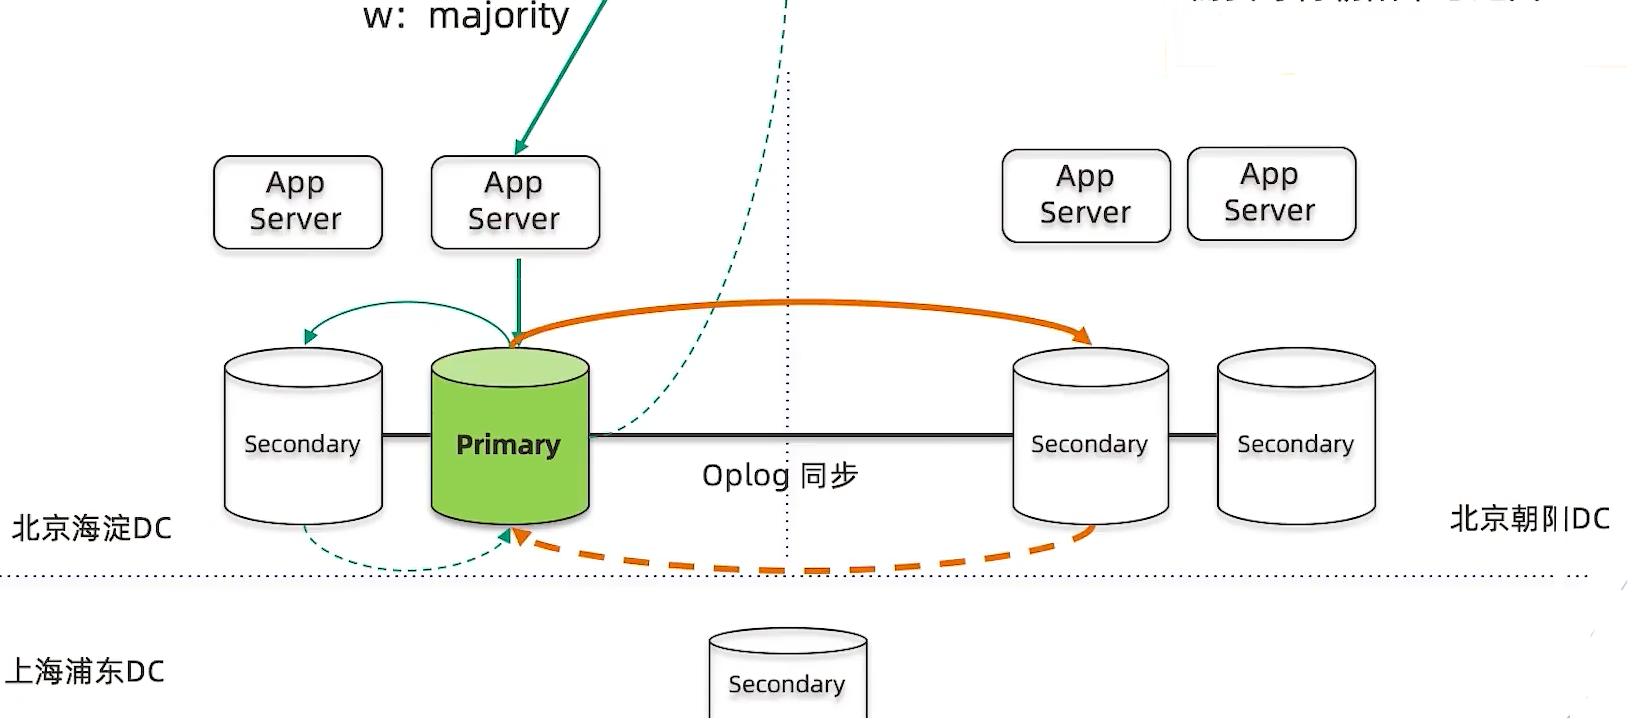 w: majority
App
Server
App
Server
App
Server
App
Server
Secondary
Primary
Secondary
Secondary
Oplog 同步
北京海淀DC
北京朝阳DC
上海浦东DC
Secondary